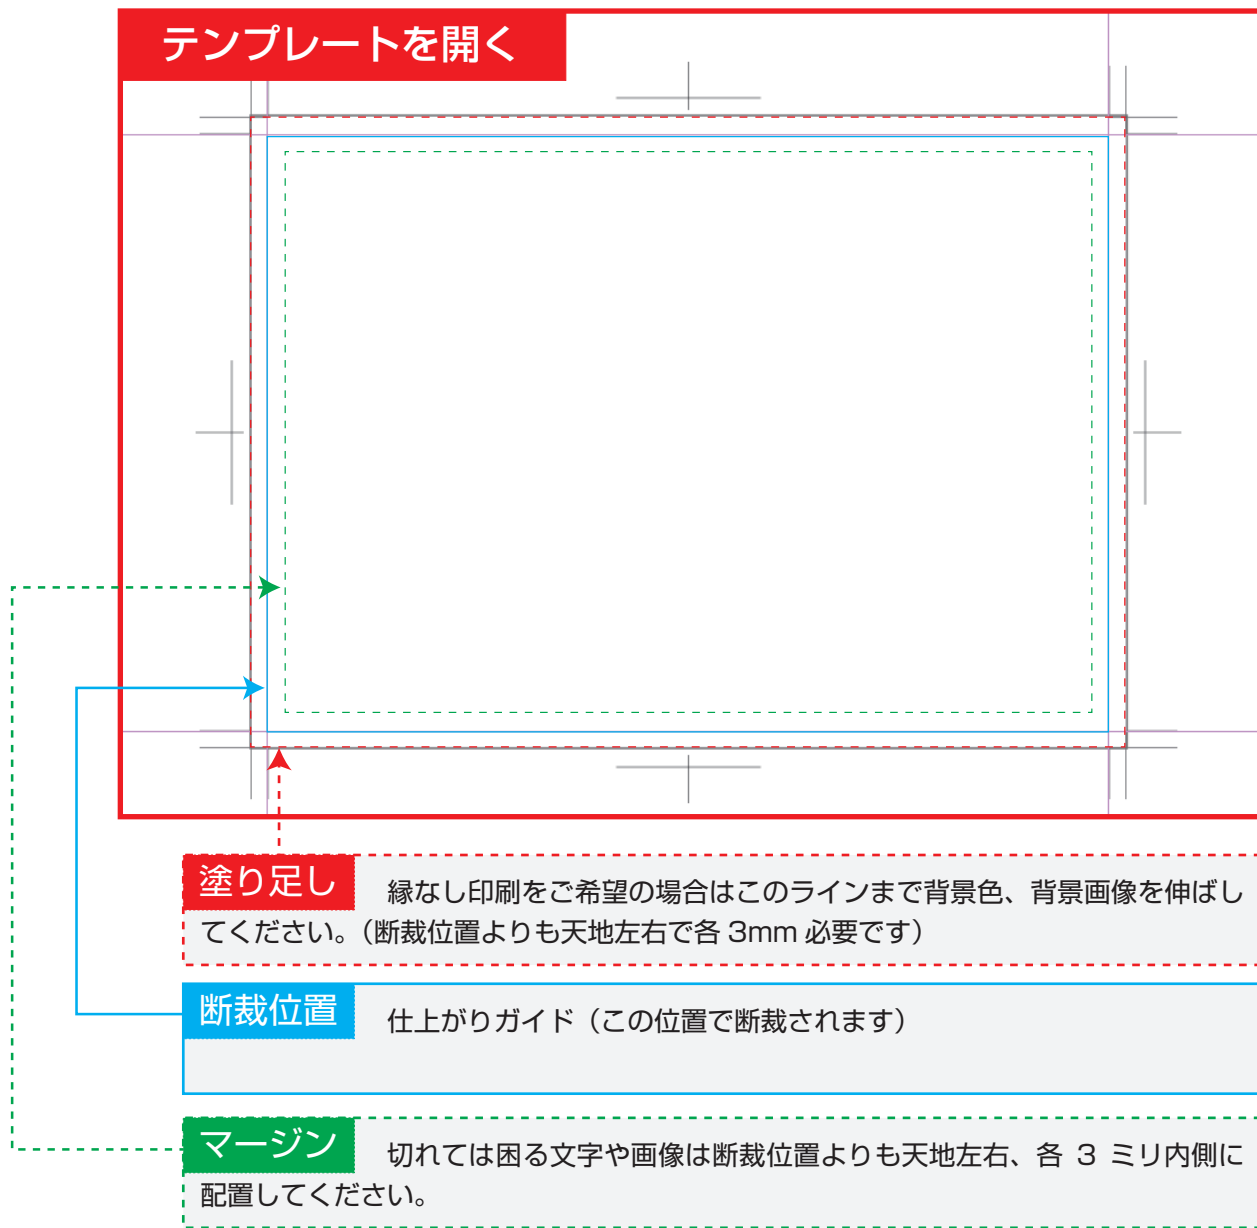 テンプレートを開く
塗り足し　縁なし印刷をご希望の場合はこのラインまで背景色、背景画像を伸ばし
てください。（断裁位置よりも天地左右で各 3mm 必要です）
断裁位置　仕上がりガイド（この位置で断裁されます）
マージン　切れては困る文字や画像は断裁位置よりも天地左右、各 3 ミリ内側に
配置してください。